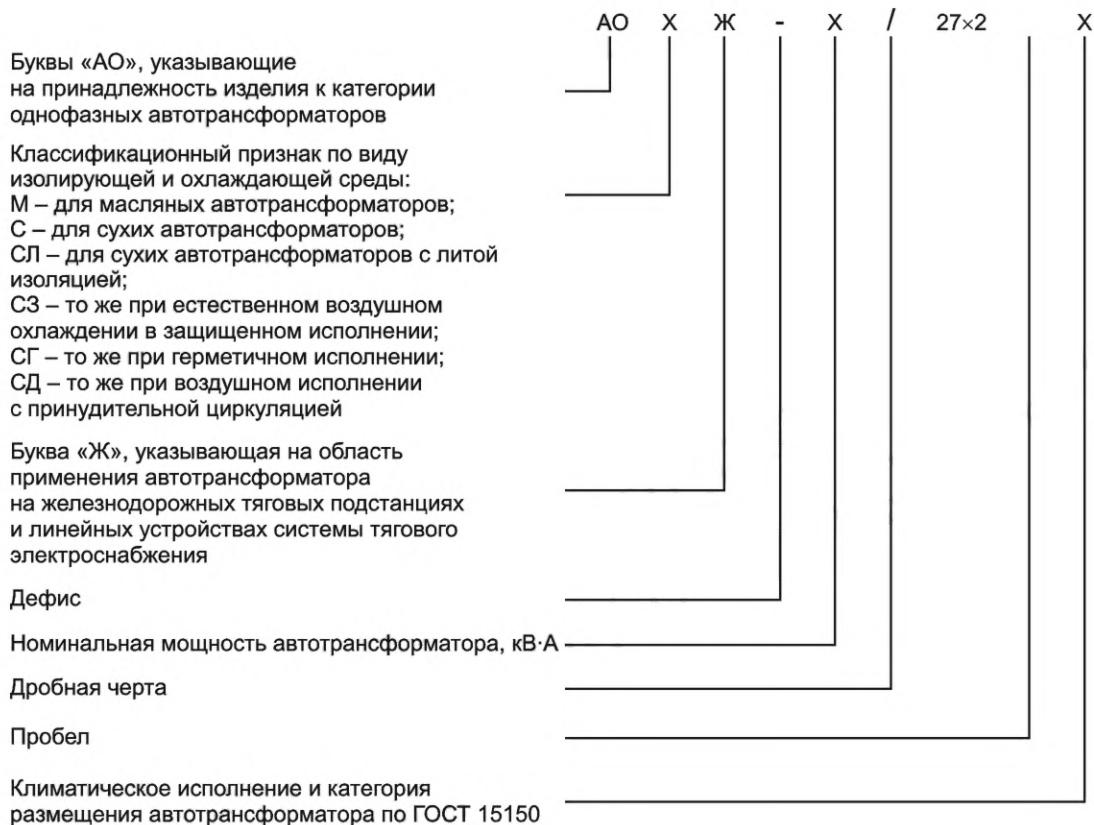 АО Х Ж - Х / 27×2 Х
Буквы «АО», указывающие
на принадлежность изделия к категории
однофазных автотрансформаторов
Классификационный признак по виду
изолирующей и охлаждающей среды:
М – для масляных автотрансформаторов;
С – для сухих автотрансформаторов;
СЛ – для сухих автотрансформаторов с литой
изоляцией;
СЗ – то же при естественном воздушном
охлаждении в защищенном исполнении;
СГ – то же при герметичном исполнении;
СД – то же при воздушном исполнении
с принудительной циркуляцией
Буква «Ж», указывающая на область
применения автотрансформатора
на железнодорожных тяговых подстанциях
и линейных устройствах системы тягового
электроснабжения
Дефис
Номинальная мощность автотрансформатора, кВ·А
Дробная черта
Пробел
Климатическое исполнение и категория
размещения автотрансформатора по ГОСТ 15150